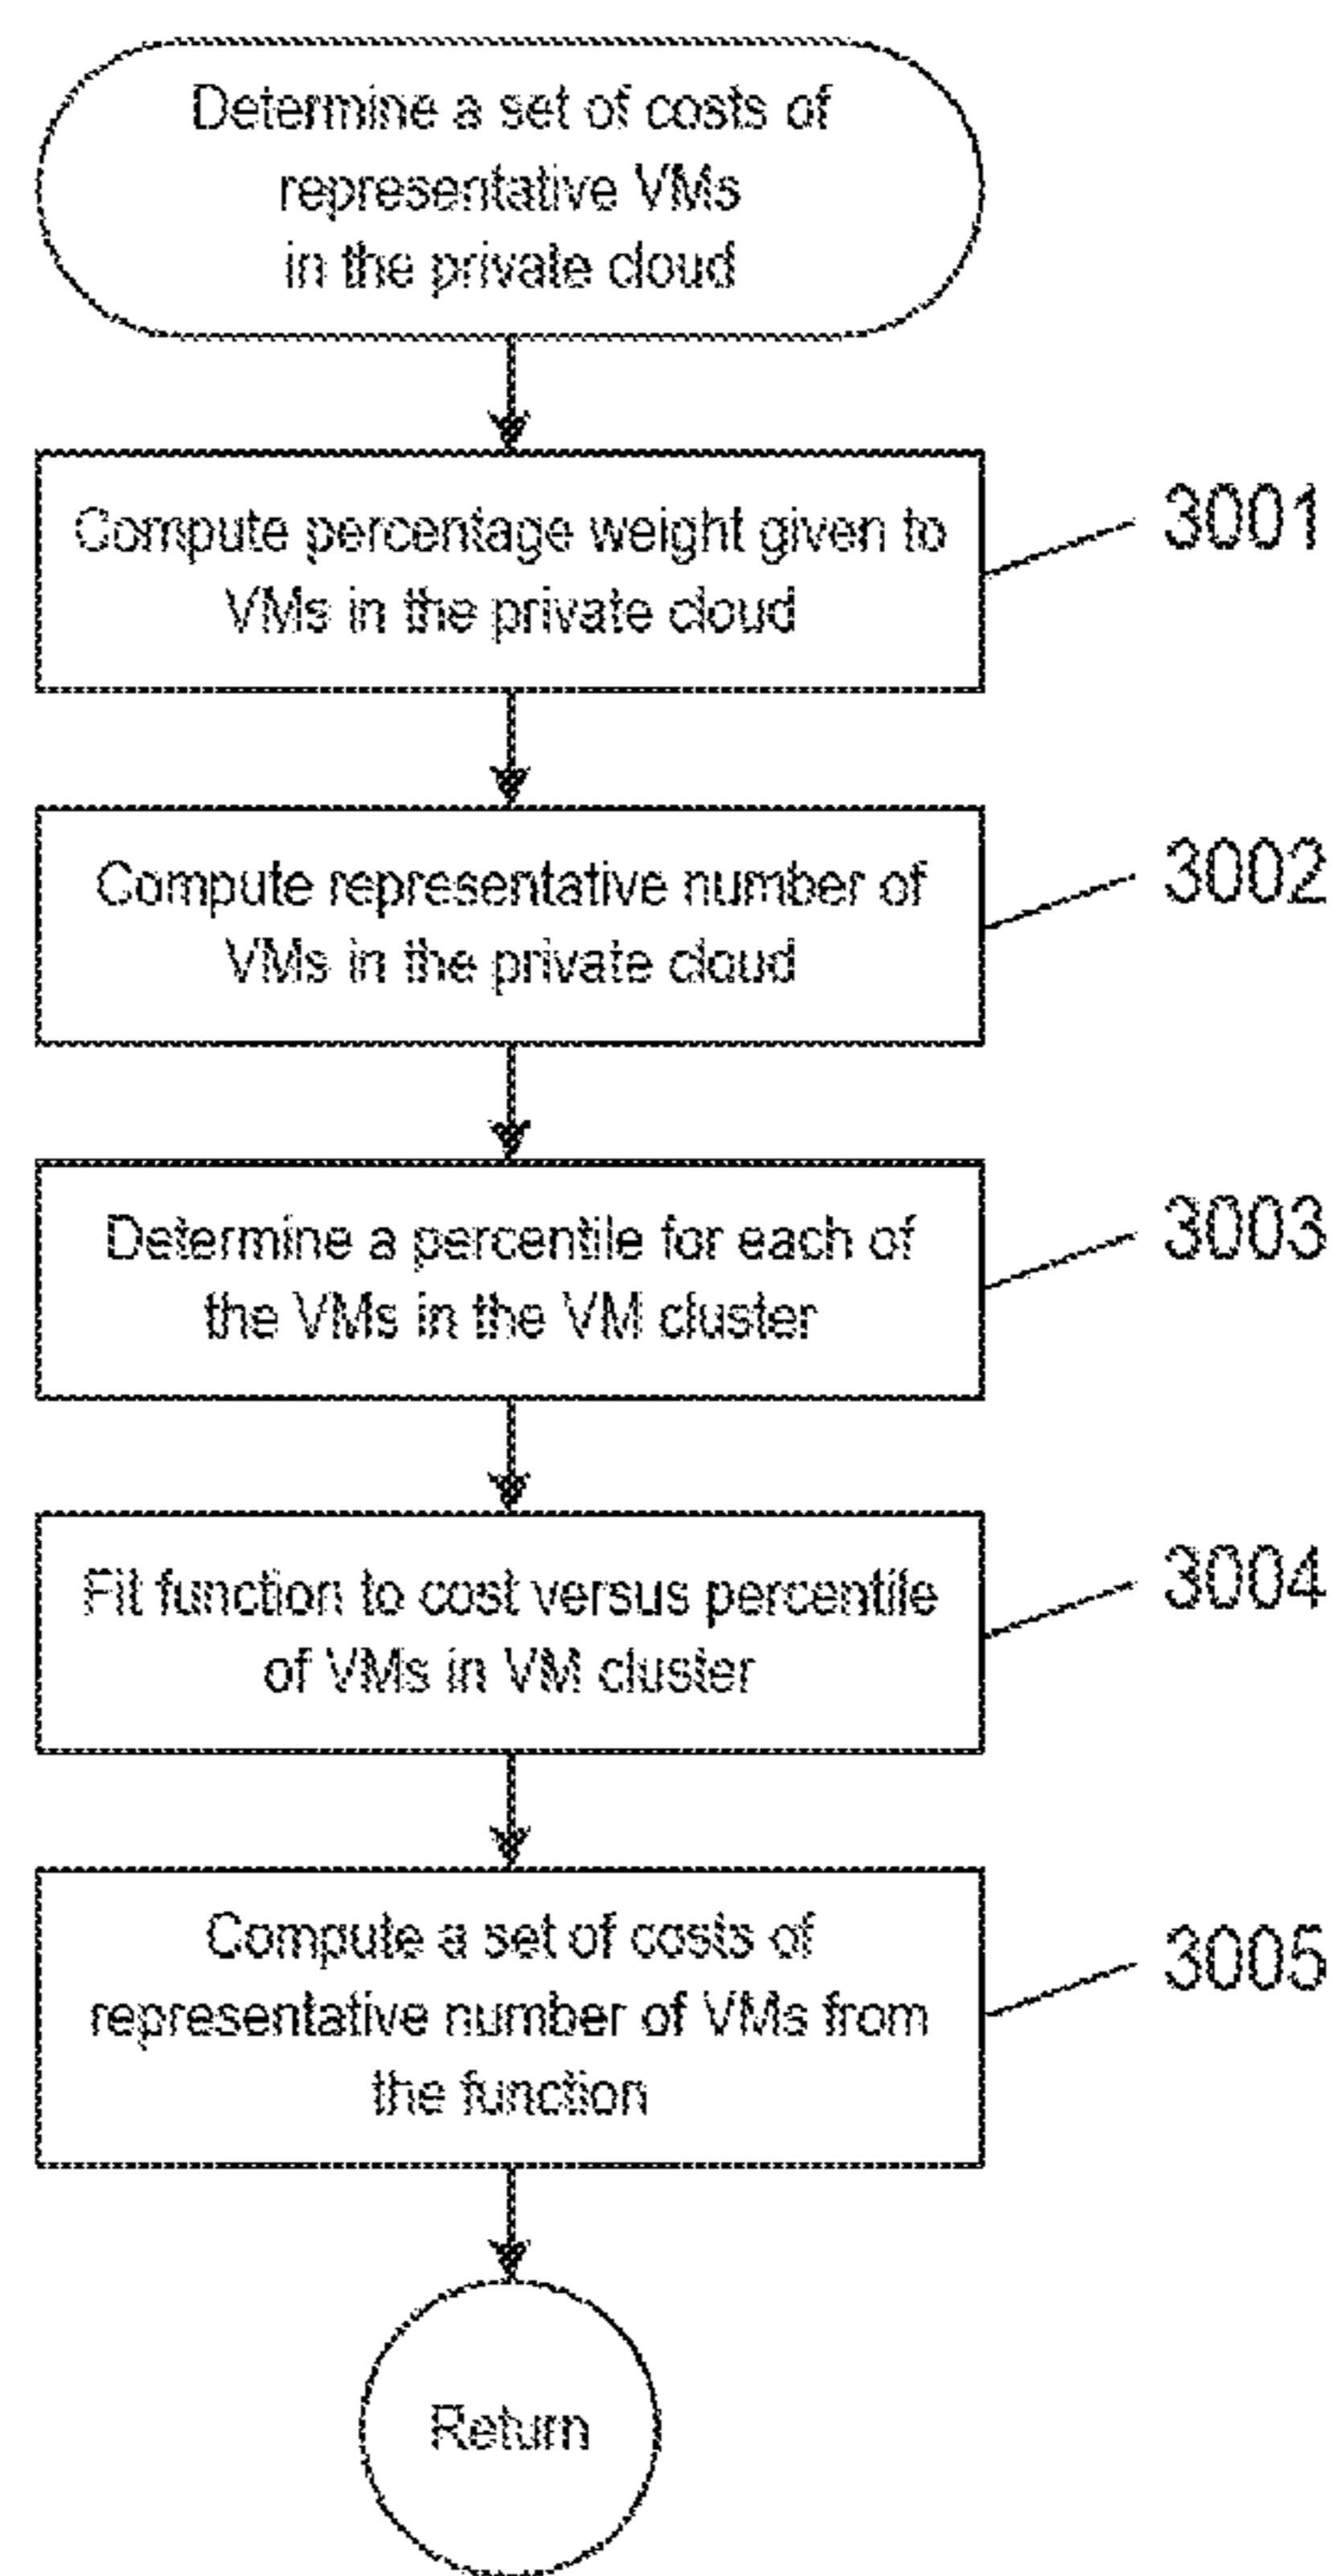 Determine a set of costs of
representative VMs
in the private cloud
Compute percentage weight given to
VMs in the private cloud
3001
Compute representative number of
VMs in the private cloud
3002
Determine a percentile for each of
the VMs in the VM cluster
3003
Fit function to cost versus percentile
of VMs in VM cluster
3004
Compute a set of costs of
representative number of VMs from
the function
3005
Return